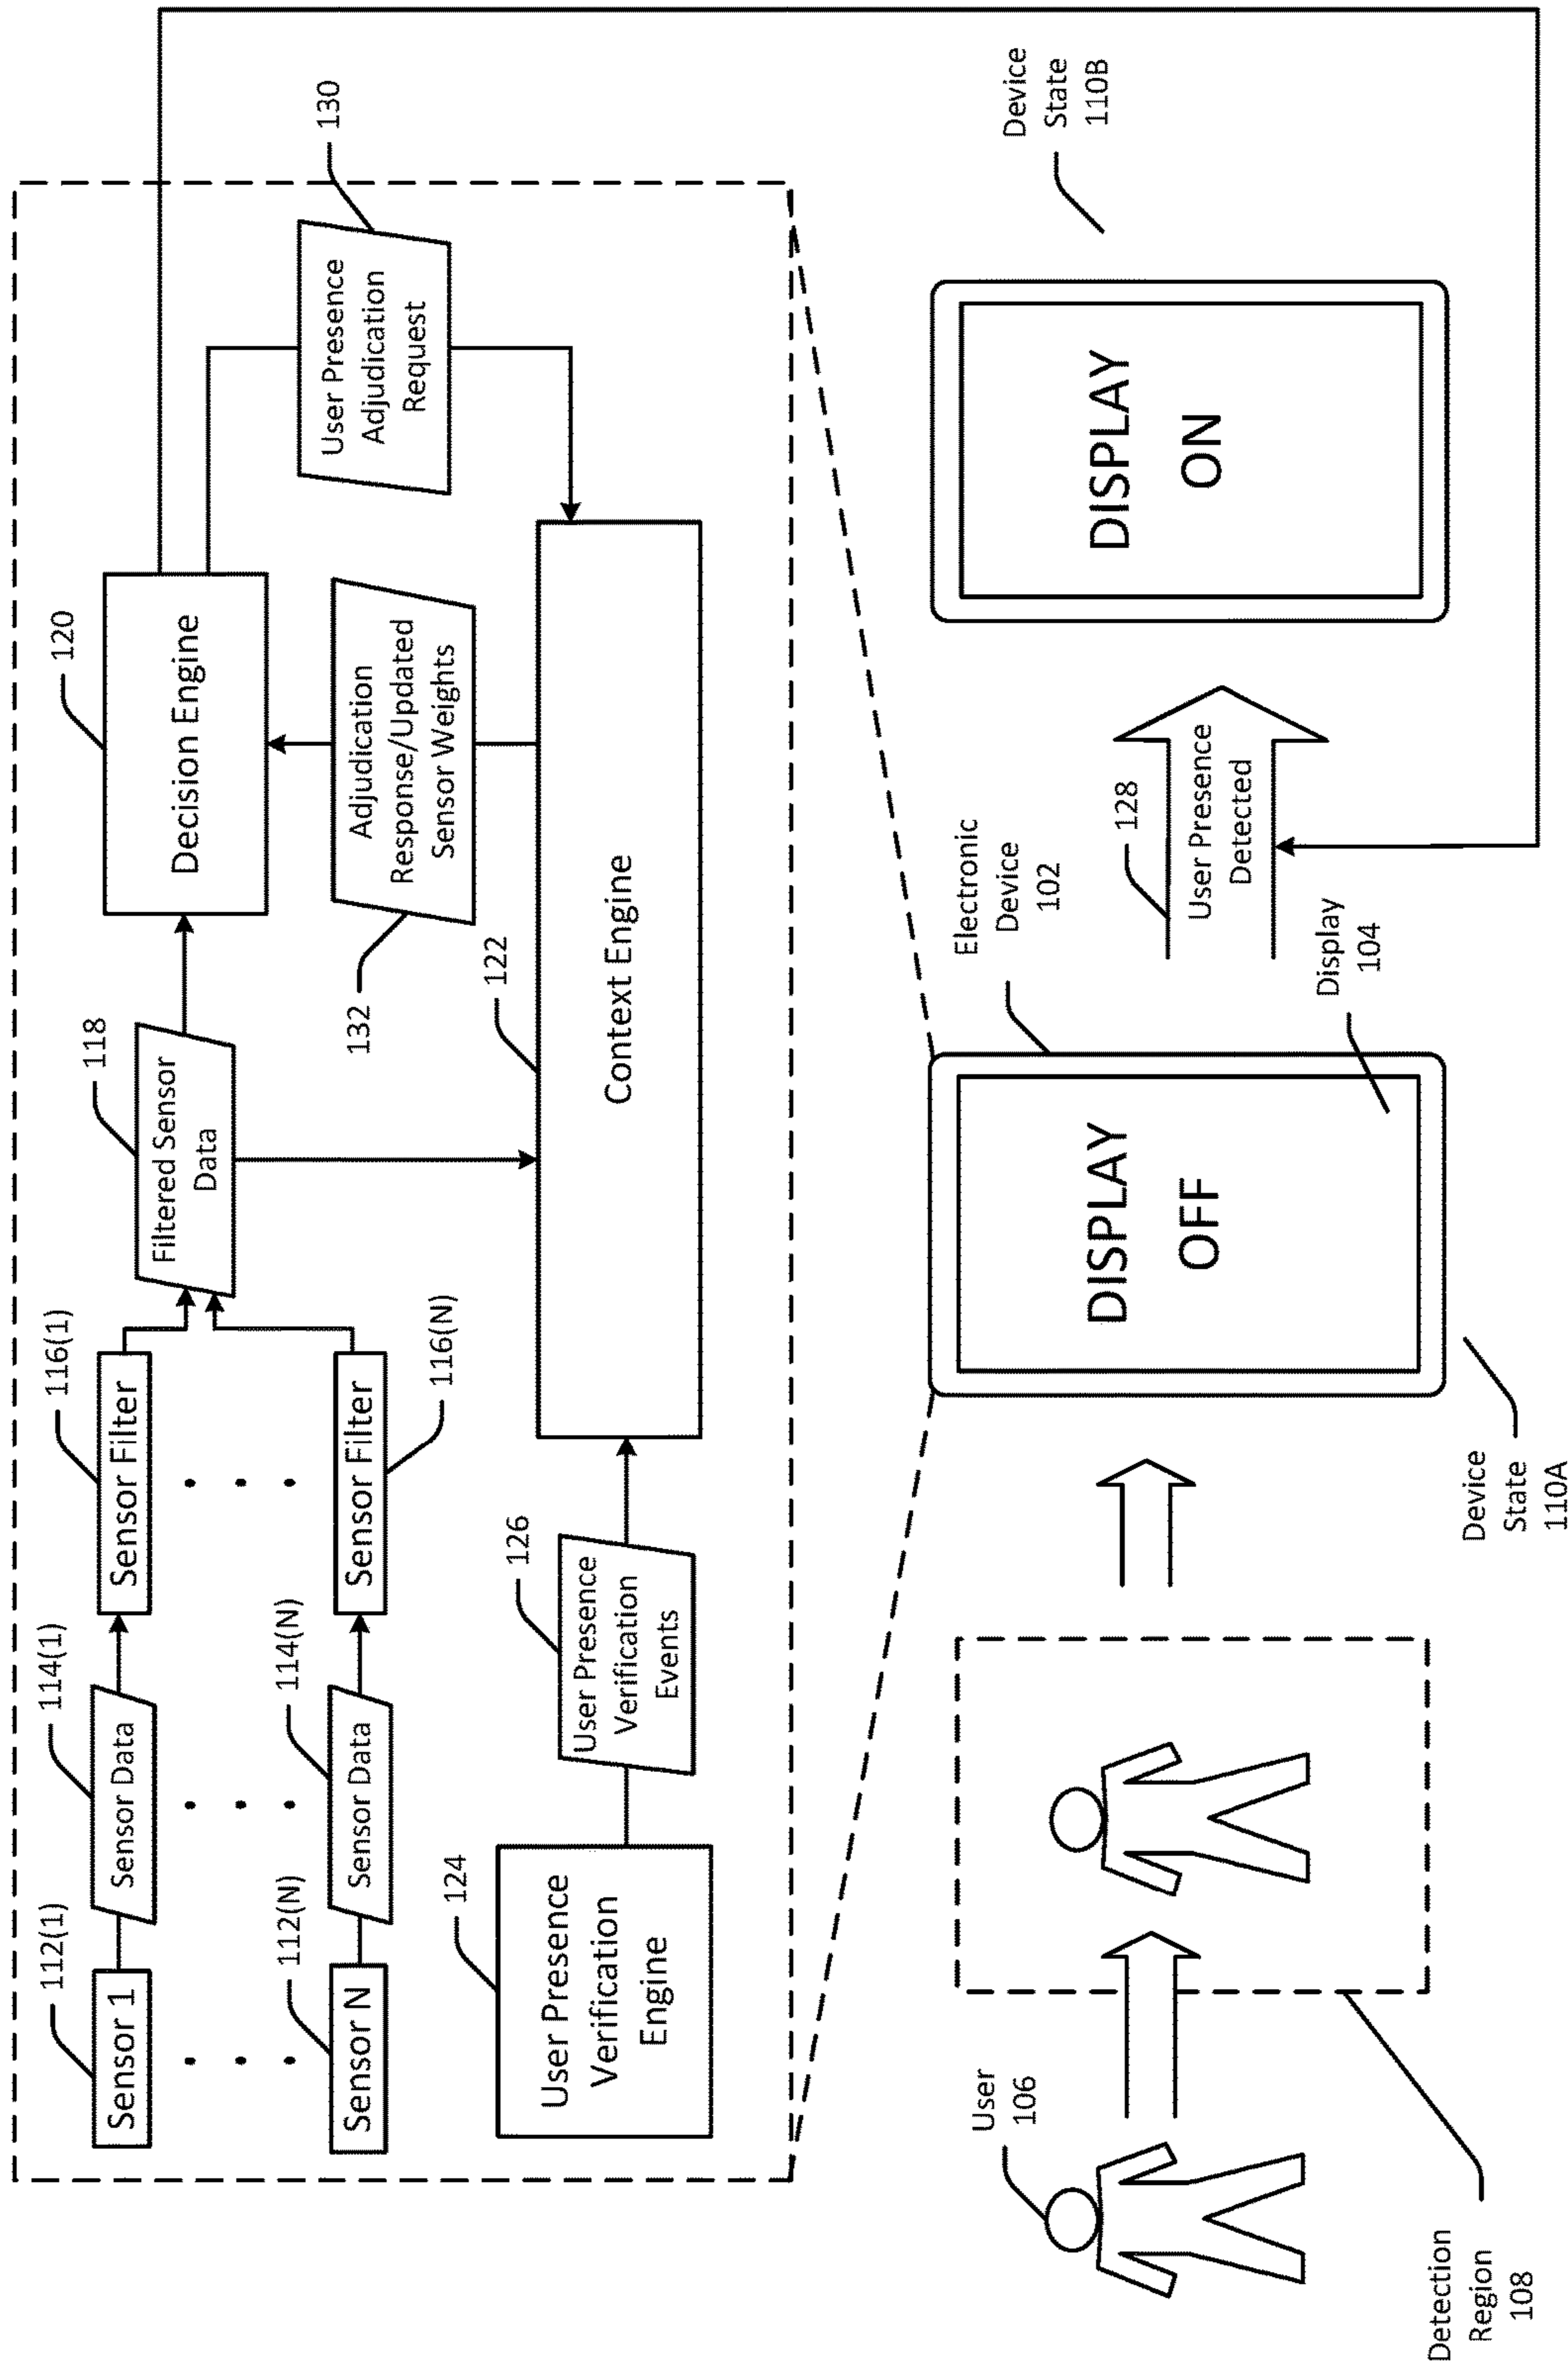 112(1)
Sensor 1
114(1)
Sensor Data
116(1)
Sensor Filter
118
Filtered Sensor
Data
120
Decision Engine
130
User Presence
Adjudication
Request
112(N)
Sensor N
114(N)
Sensor Data
Sensor Filter
116(N)
132
Adjudication
Response/Updated
Sensor Weights
124
User Presence
Verification
Engine
126
User Presence
Verification
Events
122
Context Engine
User
106
Detection
Region
108
Electronic
Device
102
DISPLAY
OFF
Display
104
Device
State
110A
128
User Presence
Detected
DISPLAY
ON
Device
State
110B